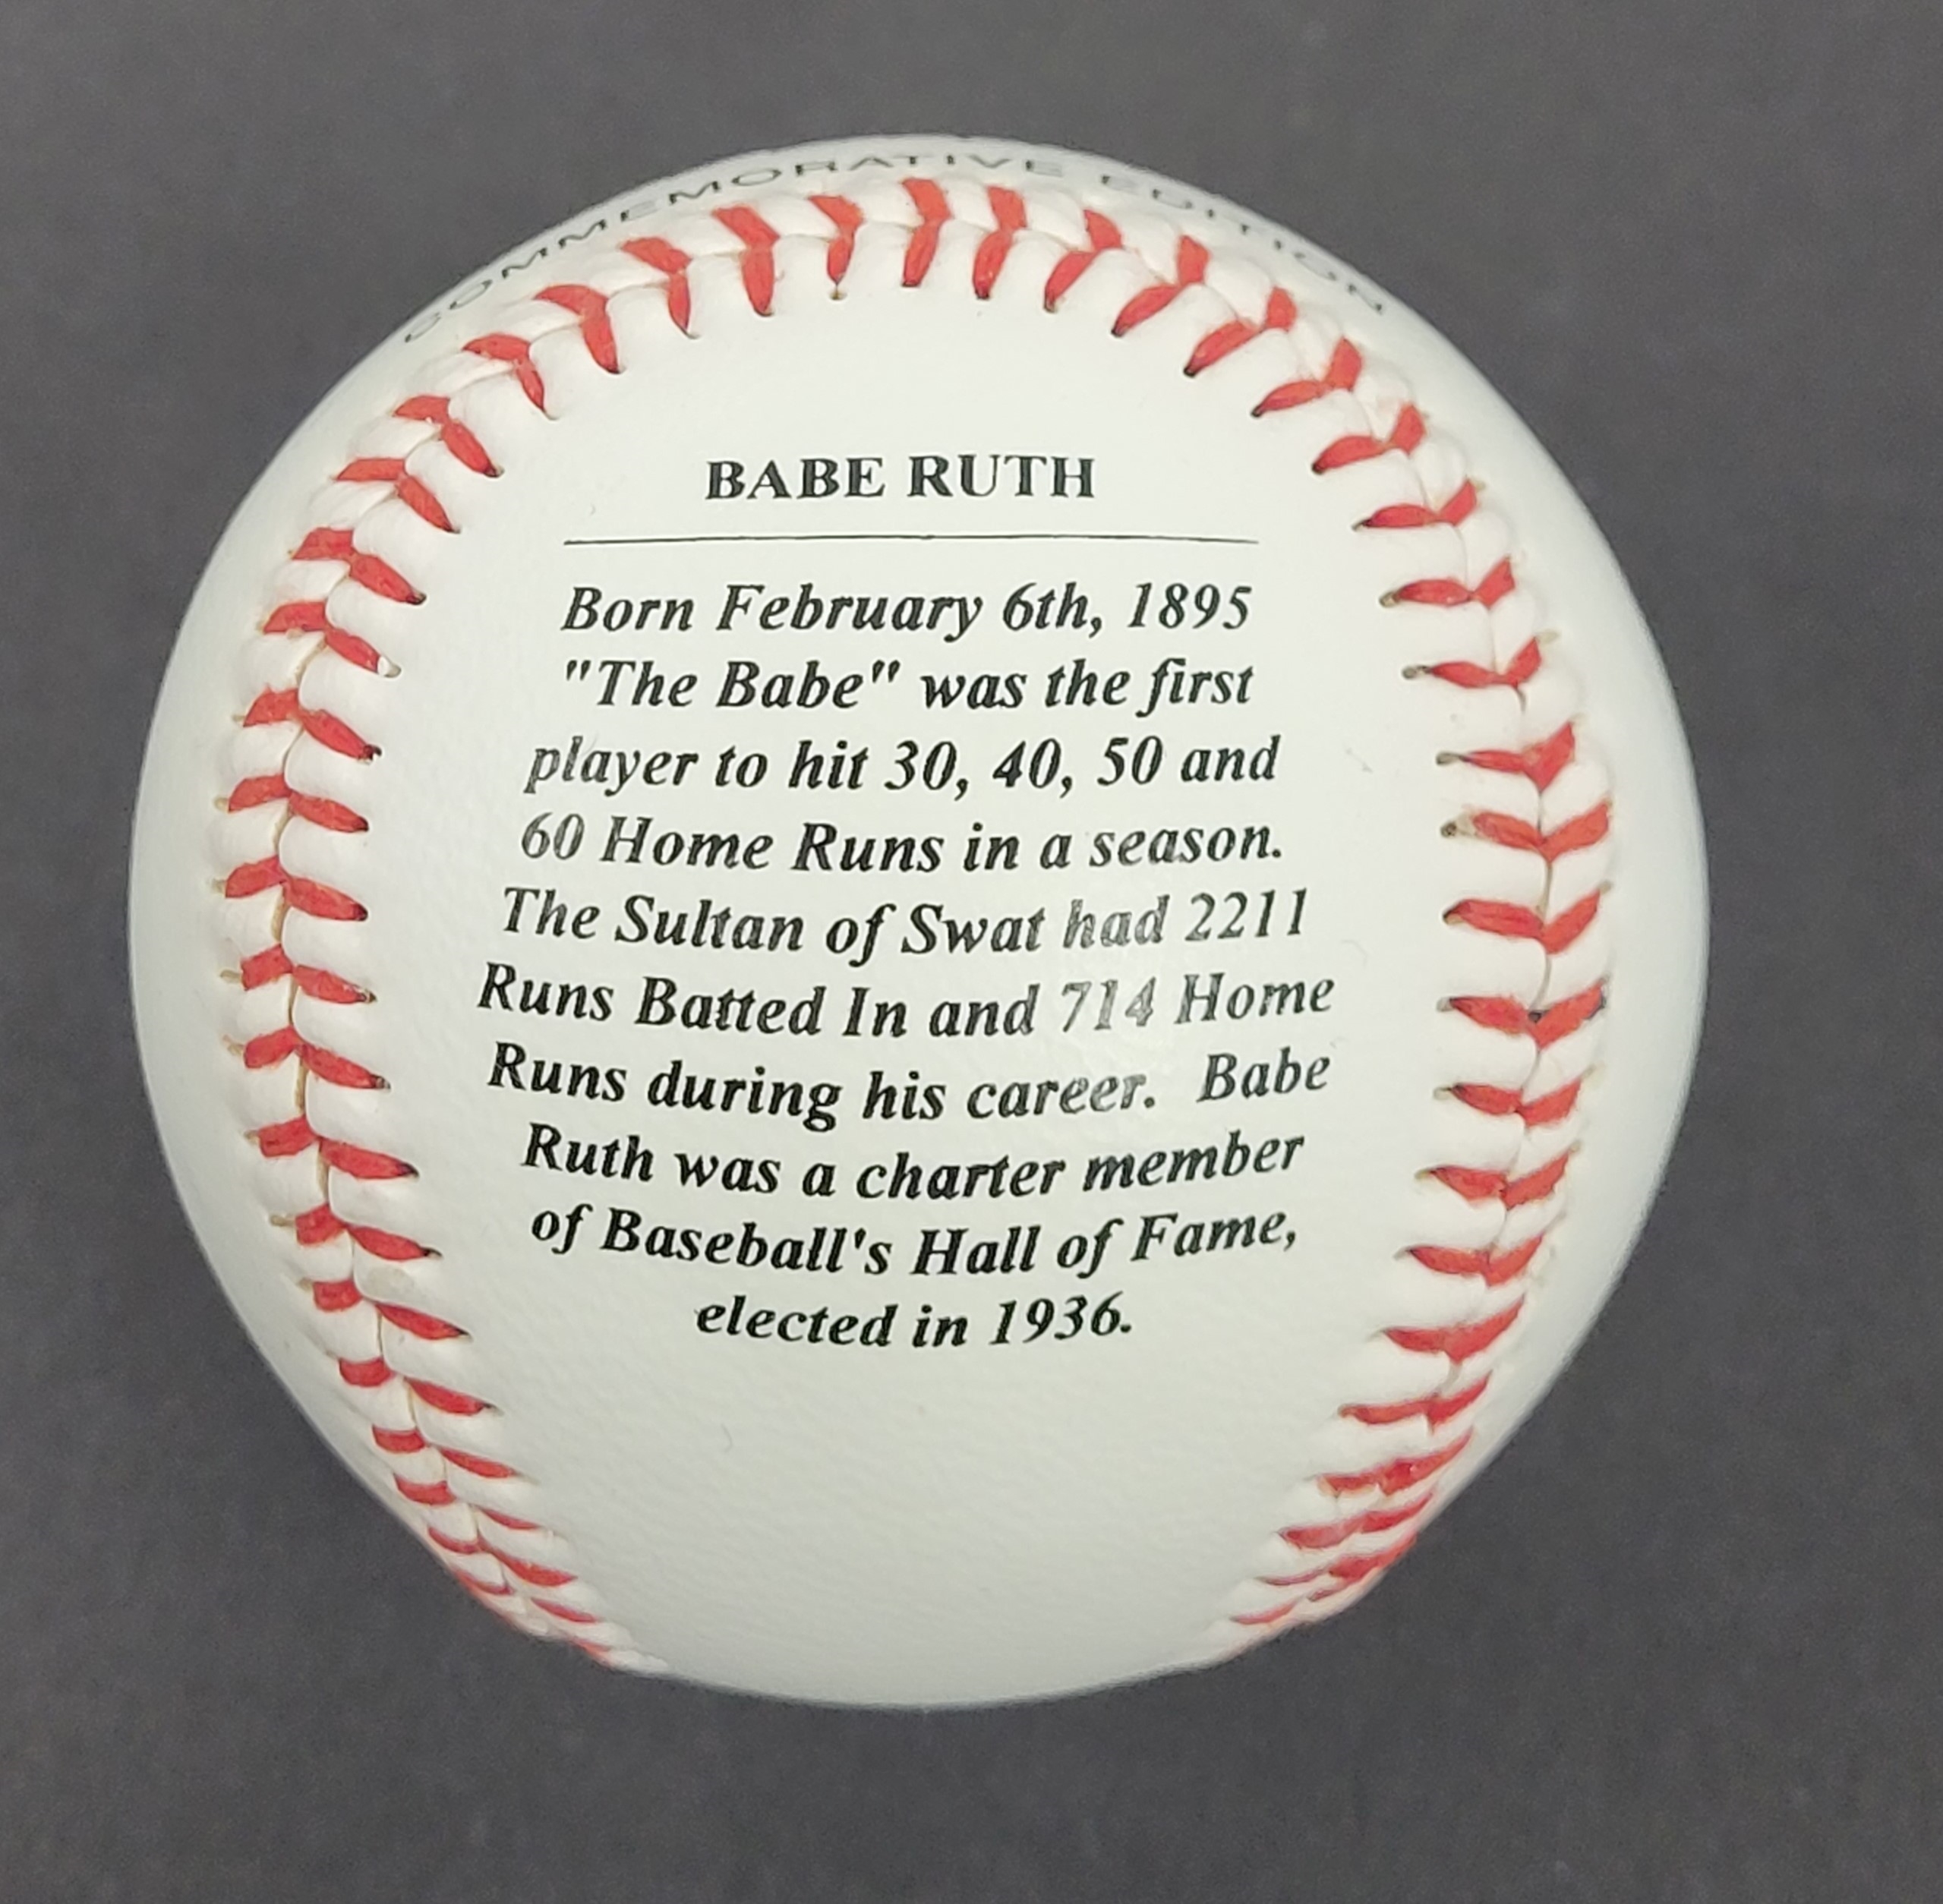 COMMEMORATIVE EDITION
BABE RUTH
Born February 6th, 1895
"The Babe" was the first
player to hit 30, 40, 50 and
60 Home Runs in a season.
The Sultan of Swat had 2211
Runs Batted In and 714 Home
Runs during his career. Babe
Ruth was a charter member
of Baseball's Hall of Fame,
elected in 1936.